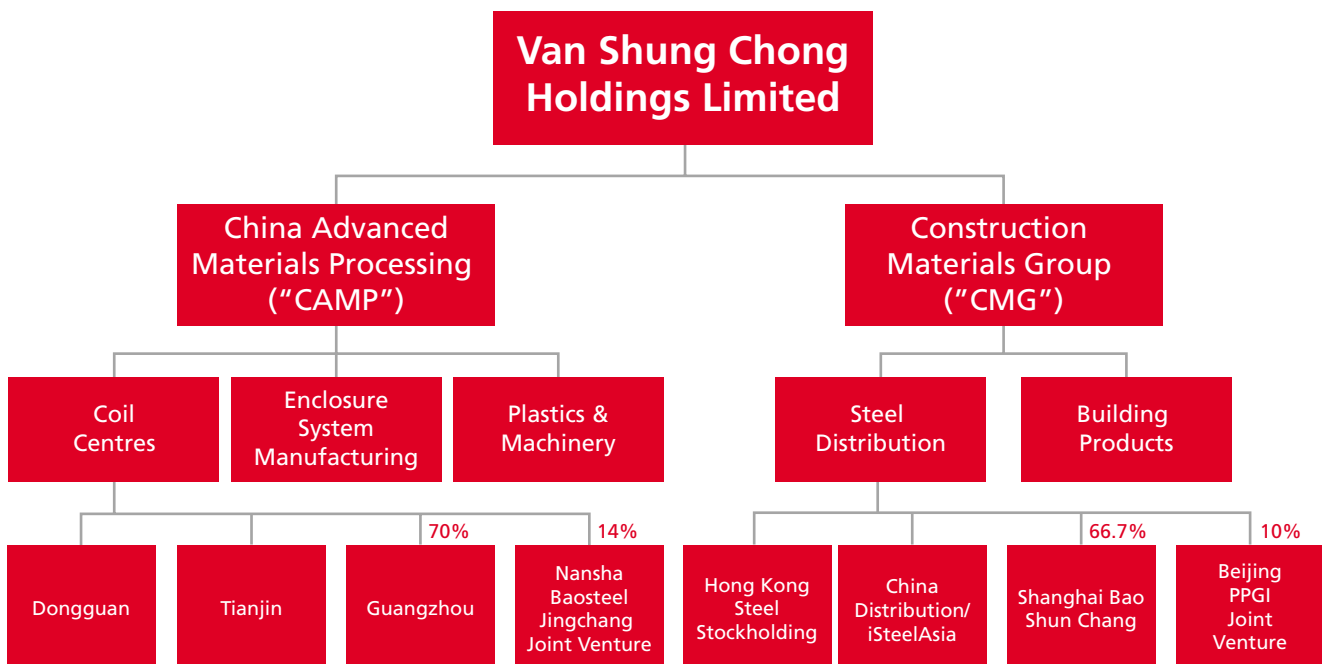 Van Shung Chong
Holdings Limited
China Advanced
Materials Processing
(“CAMP”)
Construction
Materials Group
(”CMG”)
Coil
Centres
Enclosure
System
Manufacturing
Plastics &
Machinery
Steel
Distribution
Building
Products
Dongguan
Tianjin
70%
Guangzhou
14%
Nansha
Baosteel
Jingchang
Joint Venture
Hong Kong
Steel
Stockholding
China
Distribution/
iSteelAsia
66.7%
Shanghai Bao
Shun Chang
10%
Beijing
PPGI
Joint
Venture